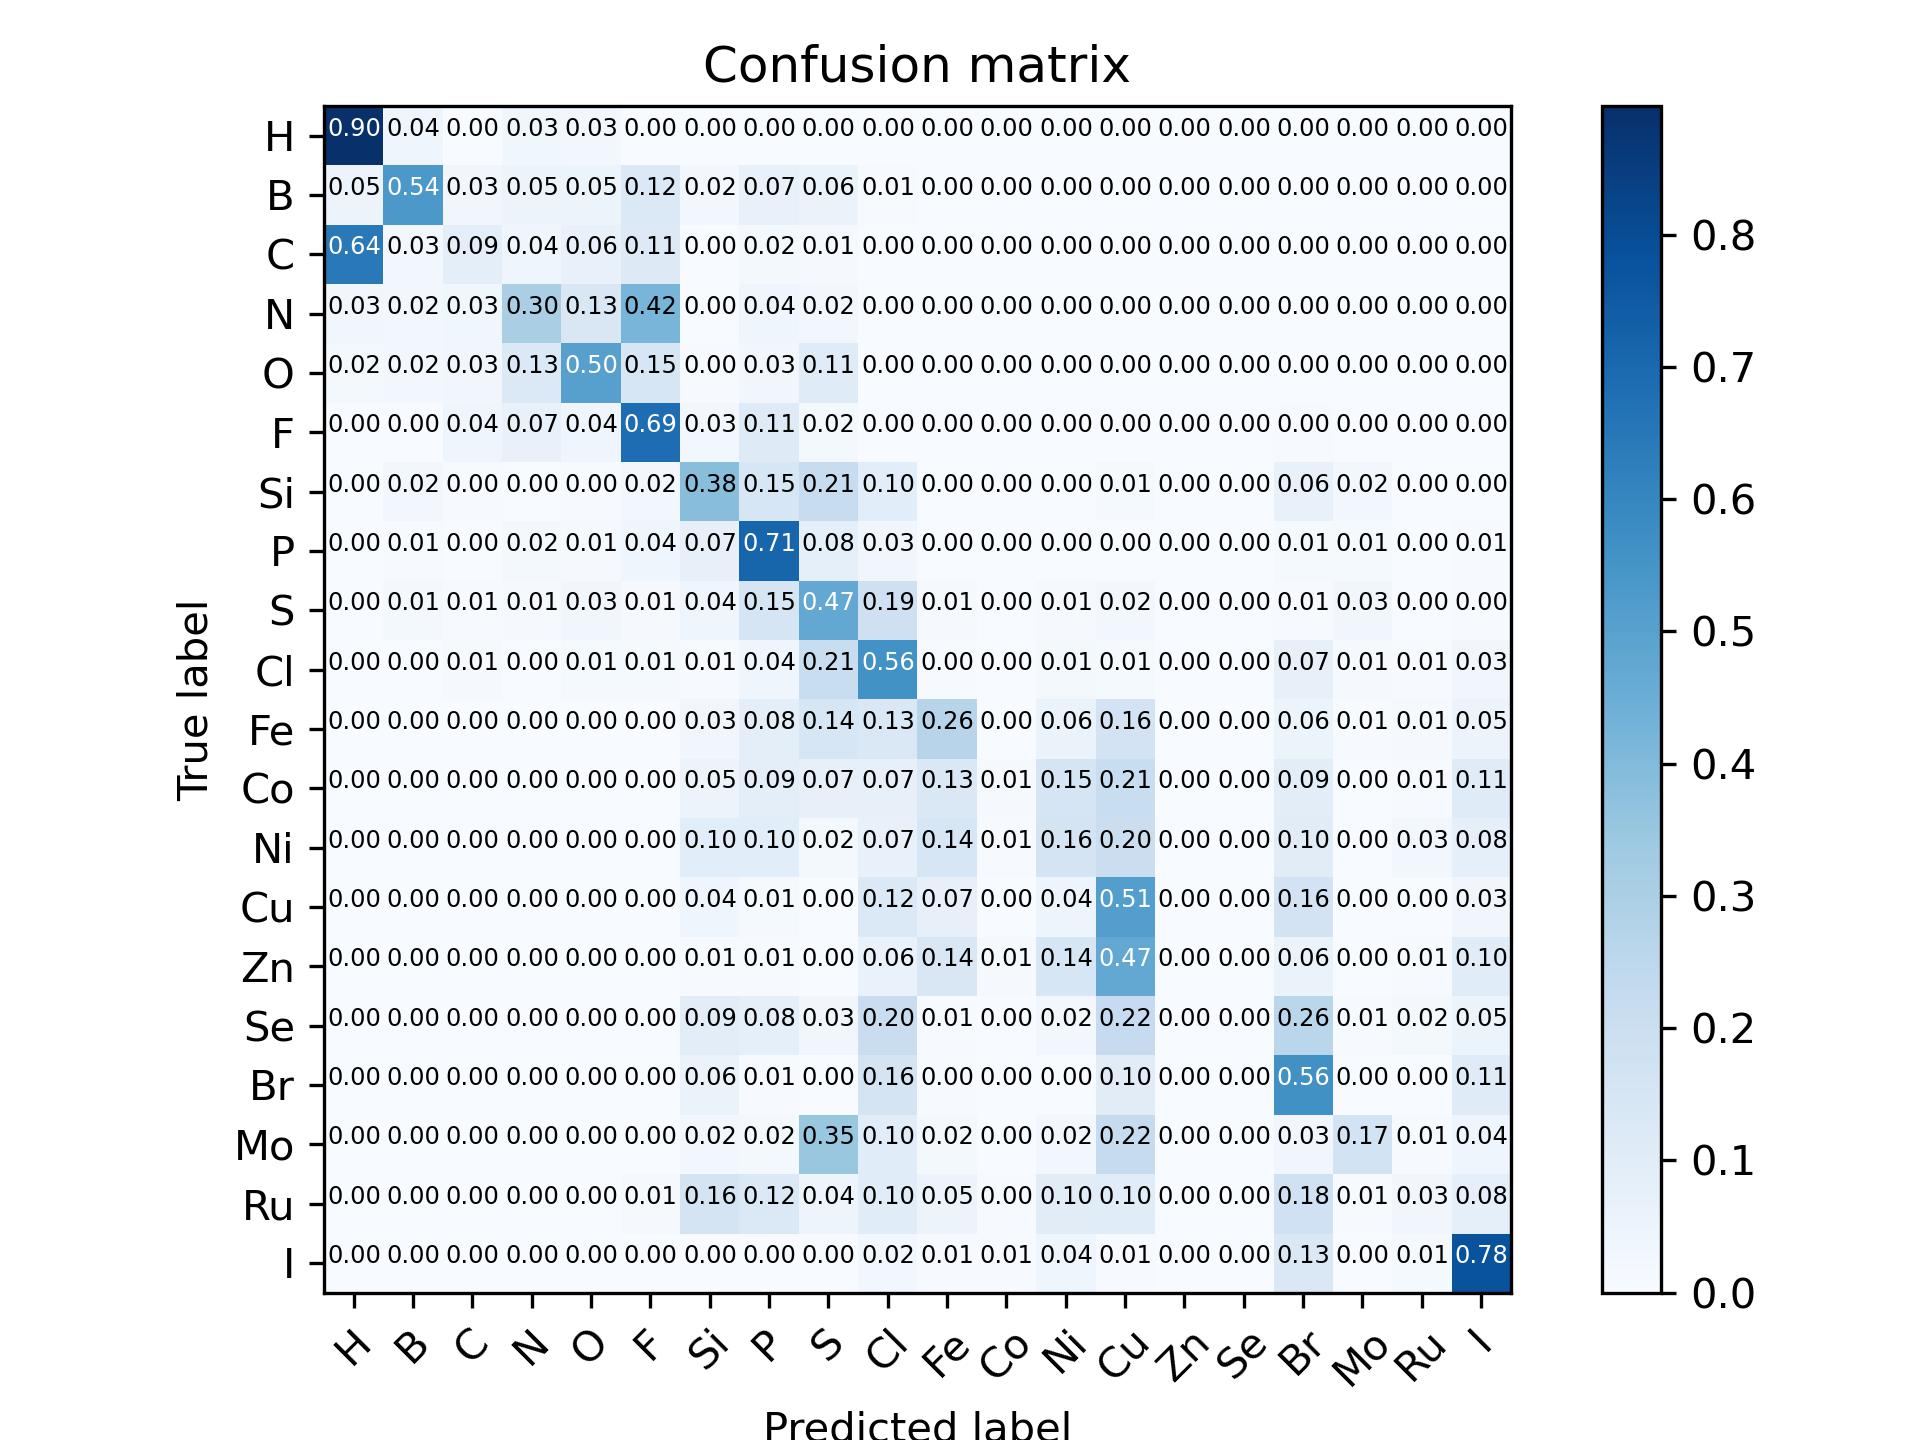 Confusion matrix
H 0.90 0.04 0.00 0.03 0.03 0.00 0.00 0.00 0.00 0.00 0.00 0.00 0.00 0.00 0.00 0.00 0.00 0.00 0.00 0.00
B 0.05 0.54 0.03 0.05 0.05 0.12 0.02 0.07 0.06 0.01 0.00 0.00 0.00 0.00 0.00 0.00 0.00 0.00 0.00 0.00
C 0.64 0.03 0.09 0.04 0.06 0.11 0.00 0.02 0.01 0.00 0.00 0.00 0.00 0.00 0.00 0.00 0.00 0.00 0.00 0.00
N 0.03 0.02 0.03 0.30 0.13 0.42 0.00 0.04 0.02 0.00 0.00 0.00 0.00 0.00 0.00 0.00 0.00 0.00 0.00 0.00
O 0.02 0.02 0.03 0.13 0.50 0.15 0.00 0.03 0.11 0.00 0.00 0.00 0.00 0.00 0.00 0.00 0.00 0.00 0.00 0.00
F 0.00 0.00 0.04 0.07 0.04 0.69 0.03 0.11 0.02 0.00 0.00 0.00 0.00 0.00 0.00 0.00 0.00 0.00 0.00 0.00
Si 0.00 0.02 0.00 0.00 0.00 0.02 0.38 0.15 0.21 0.10 0.00 0.00 0.00 0.01 0.00 0.00 0.06 0.02 0.00 0.00
P 0.00 0.01 0.00 0.02 0.01 0.04 0.07 0.71 0.08 0.03 0.00 0.00 0.00 0.00 0.00 0.00 0.01 0.01 0.00 0.01
S 0.00 0.01 0.01 0.01 0.03 0.01 0.04 0.15 0.47 0.19 0.01 0.00 0.01 0.02 0.00 0.00 0.01 0.03 0.00 0.00
Cl 0.00 0.00 0.01 0.00 0.01 0.01 0.01 0.04 0.21 0.56 0.00 0.00 0.01 0.01 0.00 0.00 0.07 0.01 0.01 0.03
Fe 0.00 0.00 0.00 0.00 0.00 0.00 0.03 0.08 0.14 0.13 0.26 0.00 0.06 0.16 0.00 0.00 0.06 0.01 0.01 0.05
Co 0.00 0.00 0.00 0.00 0.00 0.00 0.05 0.09 0.07 0.07 0.13 0.01 0.15 0.21 0.00 0.00 0.09 0.00 0.01 0.11
Ni 0.00 0.00 0.00 0.00 0.00 0.00 0.10 0.10 0.02 0.07 0.14 0.01 0.16 0.20 0.00 0.00 0.10 0.00 0.03 0.08
Cu 0.00 0.00 0.00 0.00 0.00 0.00 0.04 0.01 0.00 0.12 0.07 0.00 0.04 0.51 0.00 0.00 0.16 0.00 0.00 0.03
Zn 0.00 0.00 0.00 0.00 0.00 0.00 0.01 0.01 0.00 0.06 0.14 0.01 0.14 0.47 0.00 0.00 0.06 0.00 0.01 0.10
Se 0.00 0.00 0.00 0.00 0.00 0.00 0.09 0.08 0.03 0.20 0.01 0.00 0.02 0.22 0.00 0.00 0.26 0.01 0.02 0.05
Br 0.00 0.00 0.00 0.00 0.00 0.00 0.06 0.01 0.00 0.16 0.00 0.00 0.00 0.10 0.00 0.00 0.56 0.00 0.00 0.11
Mo 0.00 0.00 0.00 0.00 0.00 0.00 0.02 0.02 0.35 0.10 0.02 0.00 0.02 0.22 0.00 0.00 0.03 0.17 0.01 0.04
Ru 0.00 0.00 0.00 0.00 0.00 0.01 0.16 0.12 0.04 0.10 0.05 0.00 0.10 0.10 0.00 0.00 0.18 0.01 0.03 0.08
I 0.00 0.00 0.00 0.00 0.00 0.00 0.00 0.00 0.00 0.02 0.01 0.01 0.04 0.01 0.00 0.00 0.13 0.00 0.01 0.78
H B C N O F Si P S Cl Fe Co Ni Cu Zn Se Br Mo Ru I
Predicted label
True label
0.8
0.7
0.6
0.5
0.4
0.3
0.2
0.1
0.0